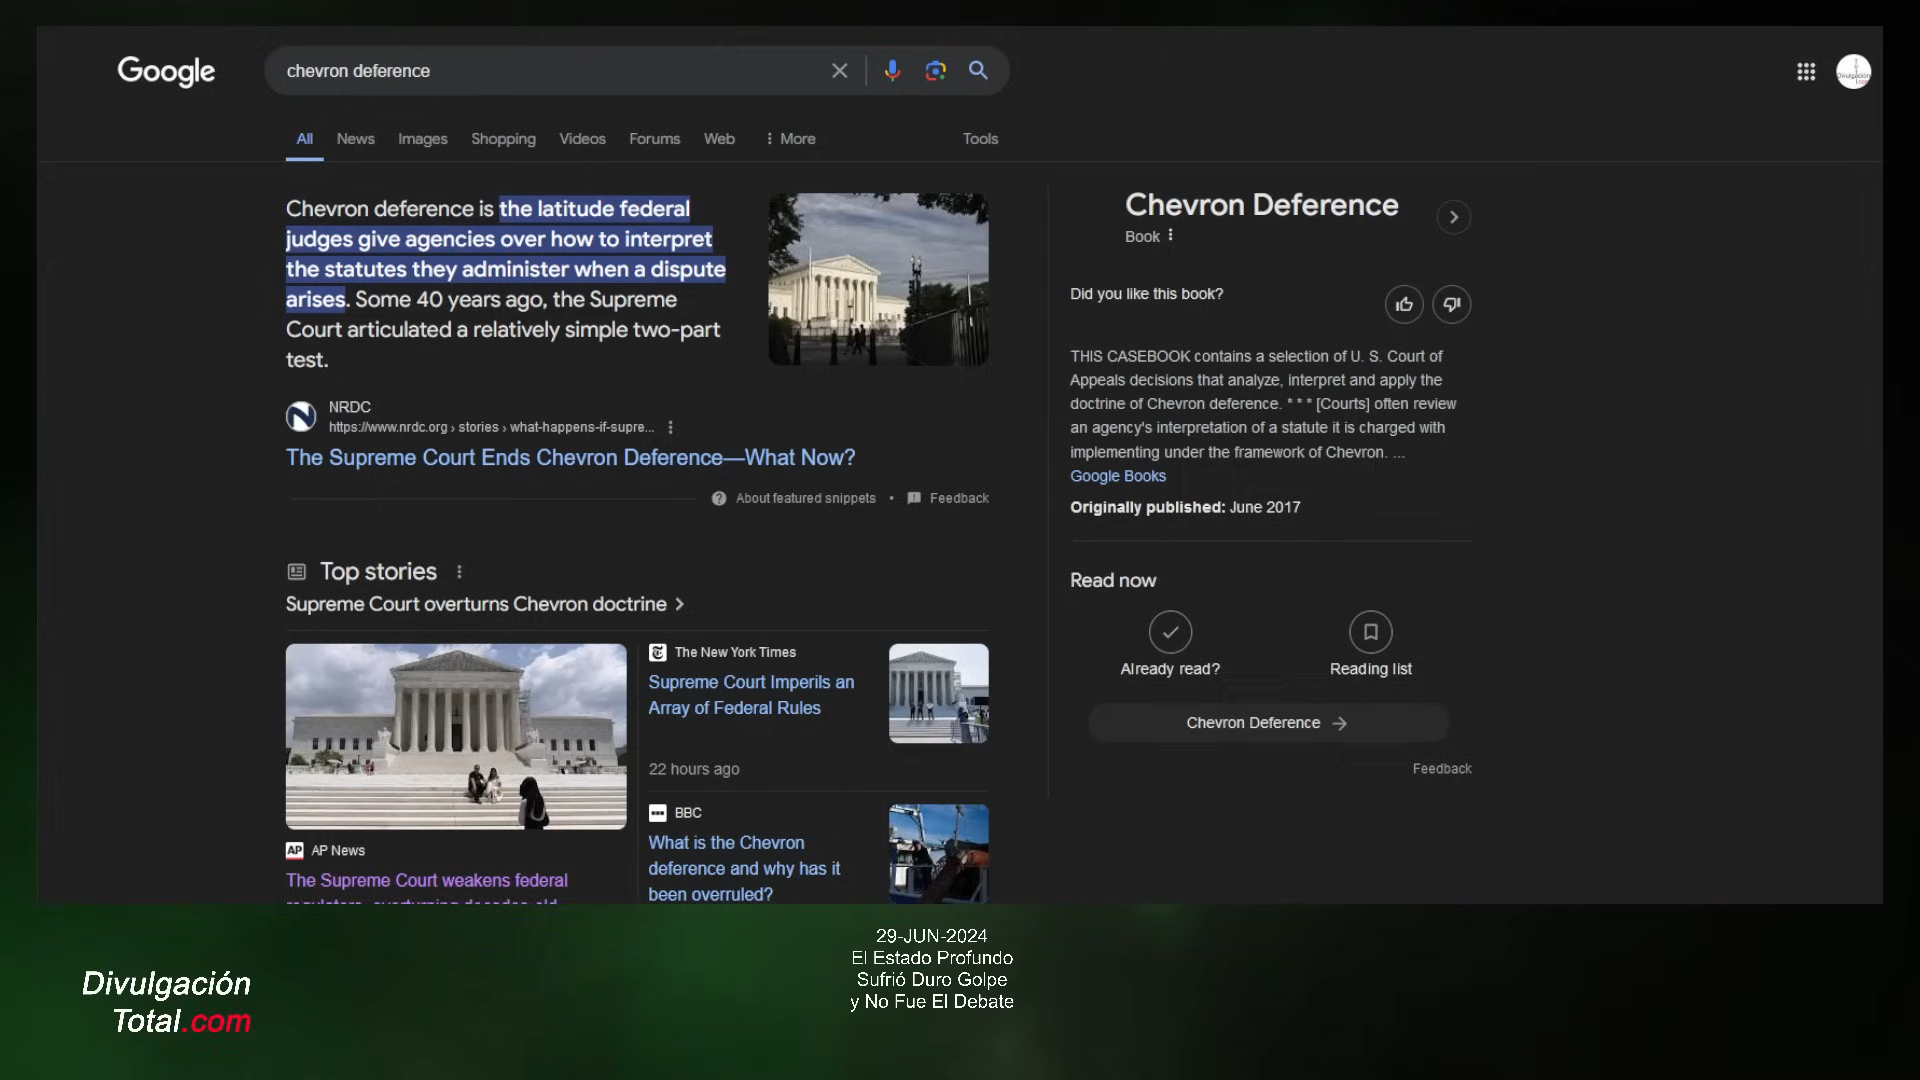 Google
chevron deference
All News Images Shopping Videos Forums Web More Tools
Chevron deference is the latitude federal
judges give agencies over how to interpret
the statutes they administer when a dispute
arises. Some 40 years ago, the Supreme
Court articulated a relatively simple two-part
test.
NRDC
https://www.nrdc.org › stories › what-happens-if-supre...
The Supreme Court Ends Chevron Deference—What Now?
About featured snippets • Feedback
Top stories
Supreme Court overturns Chevron doctrine >
AP AP News
The Supreme Court weakens federal
The New York Times
Supreme Court Imperils an
Array of Federal Rules
22 hours ago
BBC
What is the Chevron
deference and why has it
been overruled?
Chevron Deference
Book
Did you like this book?
THIS CASEBOOK contains a selection of U. S. Court of
Appeals decisions that analyze, interpret and apply the
doctrine of Chevron deference. * * * [Courts] often review
an agency's interpretation of a statute it is charged with
implementing under the framework of Chevron. ...
Google Books
Originally published: June 2017
Read now
Already read? Reading list
Chevron Deference →
Feedback
29-JUN-2024
El Estado Profundo
Sufrió Duro Golpe
y No Fue El Debate
Divulgación
Total.com